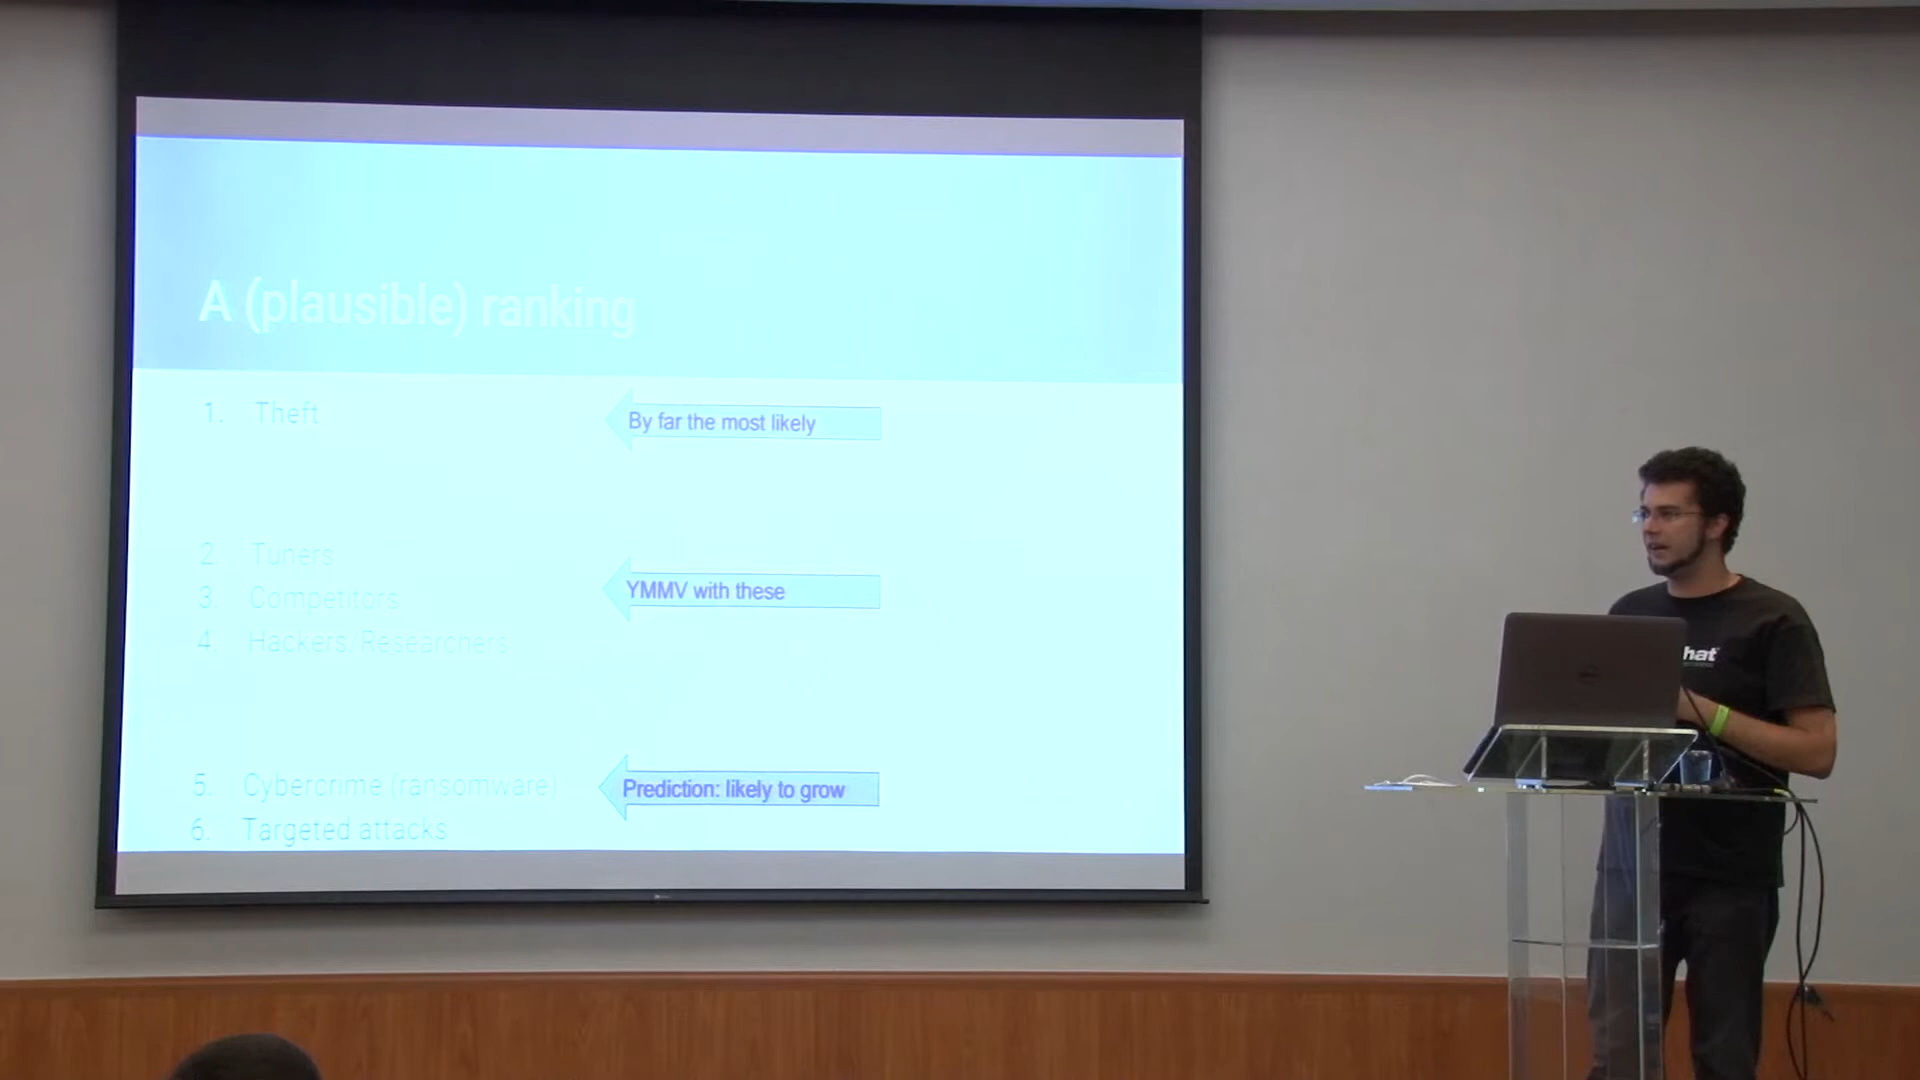 A (plausible) ranking
1. Theft
By far the most likely
2. Tuners
3. Competitors
YMMV with these
4. Hackers/Researchers
5. Cybercrime (ransomware)
Prediction: likely to grow
6. Targeted attacks
hat